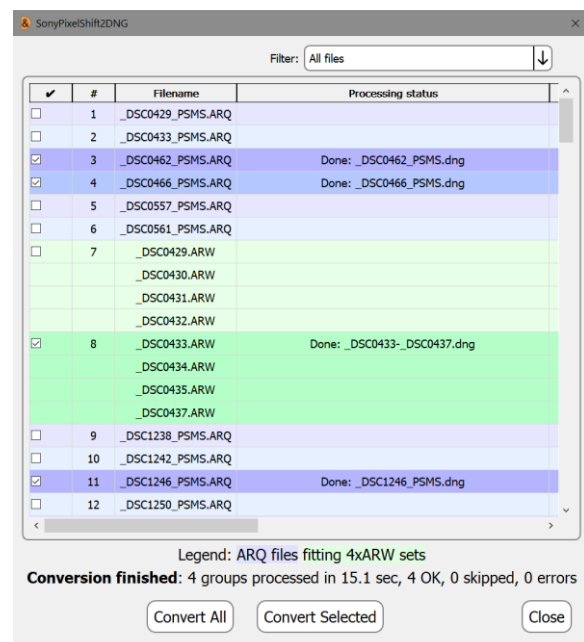 SonyPixelShift2DNG
Filter: All files
✔ # Filename Processing status
1 _DSC0429_PSMS.ARQ
2 _DSC0433_PSMS.ARQ
3 _DSC0462_PSMS.ARQ Done: _DSC0462_PSMS.dng
4 _DSC0466_PSMS.ARQ Done: _DSC0466_PSMS.dng
5 _DSC0557_PSMS.ARQ
6 _DSC0561_PSMS.ARQ
7 _DSC0429.ARW
_DSC0430.ARW
_DSC0431.ARW
_DSC0432.ARW
8 _DSC0433.ARW Done: _DSC0433-_DSC0437.dng
_DSC0434.ARW
_DSC0435.ARW
_DSC0437.ARW
9 _DSC1238_PSMS.ARQ
10 _DSC1242_PSMS.ARQ
11 _DSC1246_PSMS.ARQ Done: _DSC1246_PSMS.dng
12 _DSC1250_PSMS.ARQ
Legend: ARQ files fitting 4xARW sets
Conversion finished: 4 groups processed in 15.1 sec, 4 OK, 0 skipped, 0 errors
Convert All Convert Selected Close